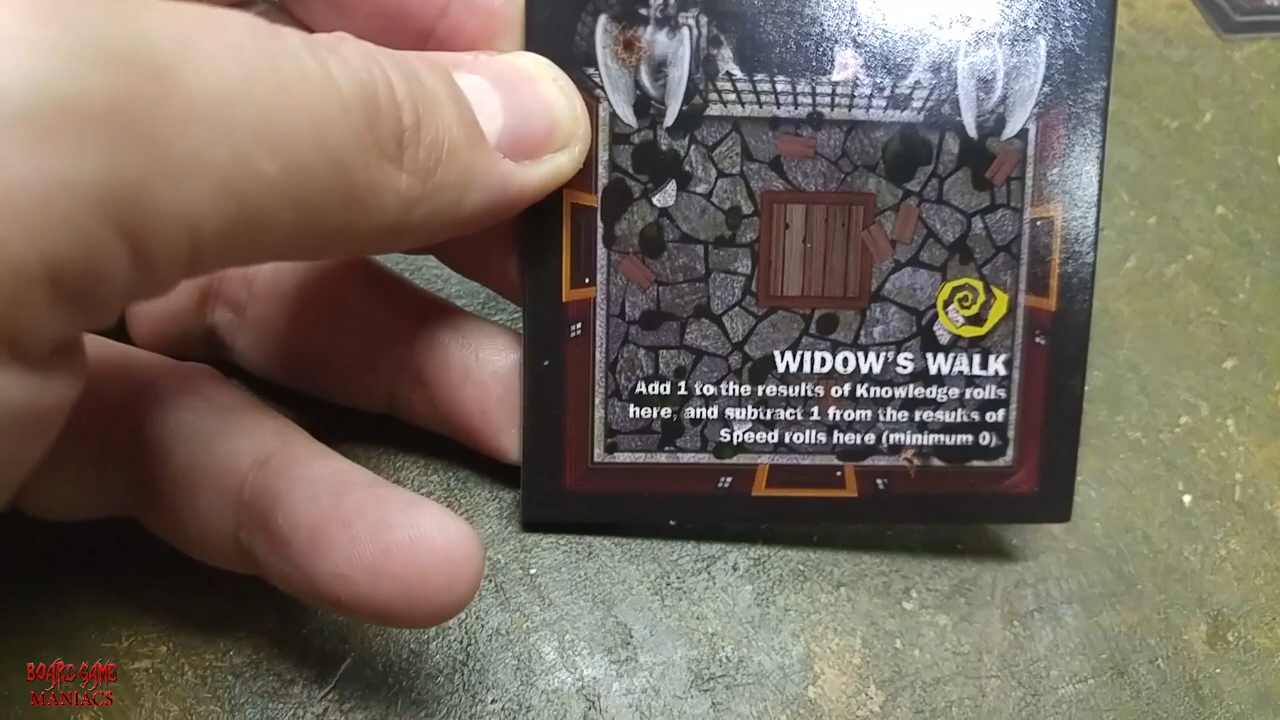 WIDOW'S WALK
Add 1 to the results of Knowledge rolls
here, and subtract 1 from the results of
Speed rolls here (minimum 0).
BOARD GAME
MANIACS